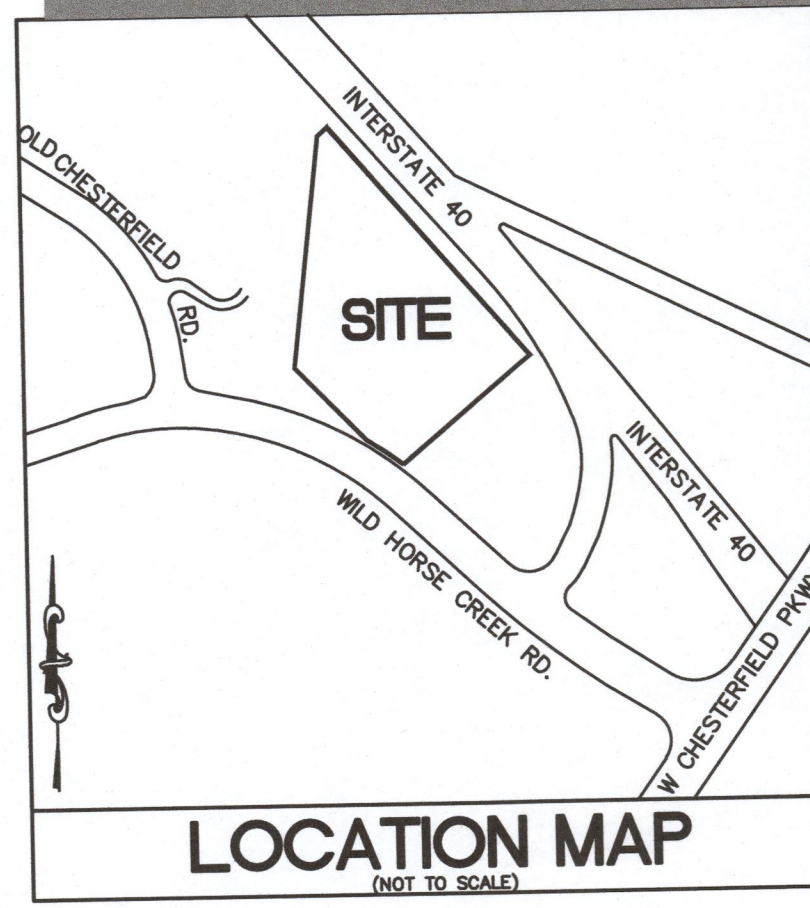 INTERSTATE 40
OLD CHESTERFIELD
RD.
SITE
INTERSTATE 40
WILD HORSE CREEK RD.
W CHESTERFIELD PKW
LOCATION MAP
(NOT TO SCALE)